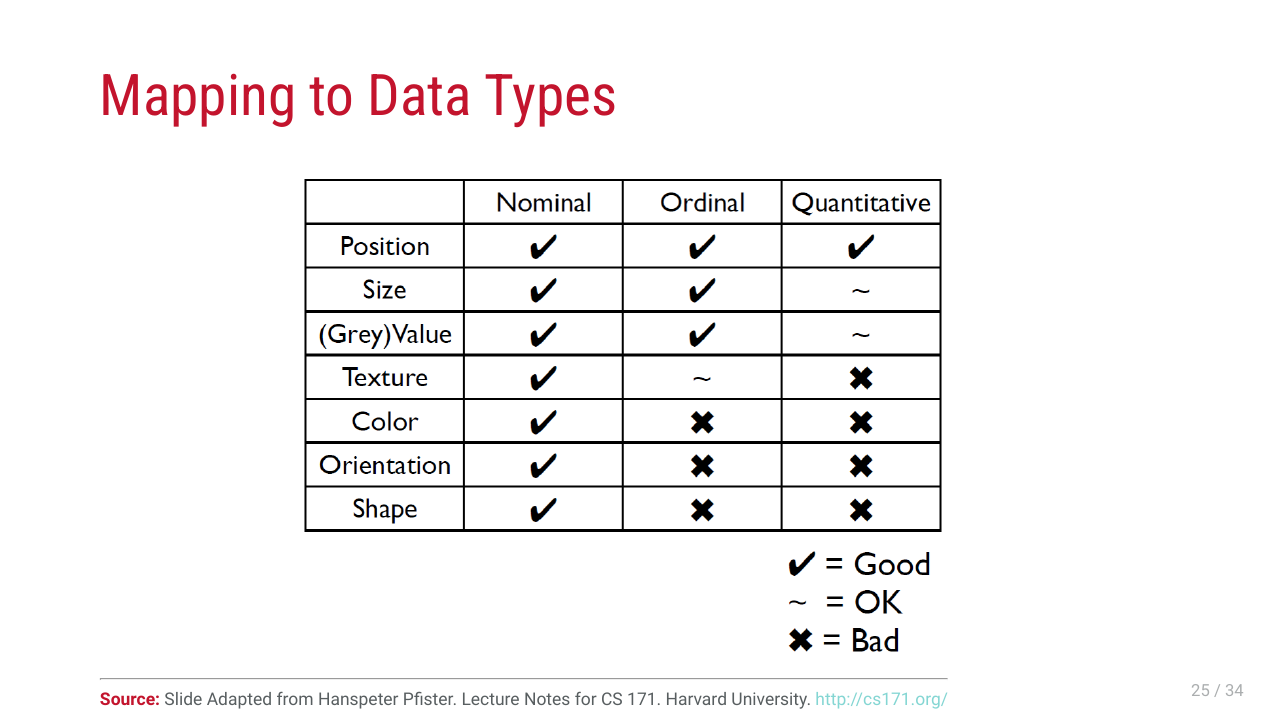 Mapping to Data Types
Nominal Ordinal Quantitative
Position ✔ ✔ ✔
Size ✔ ✔ ~
(Grey)Value ✔ ✔ ~
Texture ✔ ~ ✖
Color ✔ ✖ ✖
Orientation ✔ ✖ ✖
Shape ✔ ✖ ✖
✔ = Good
~ = OK
✖ = Bad
Source: Slide Adapted from Hanspeter Pfister. Lecture Notes for CS 171. Harvard University. http://cs171.org/
25 / 34